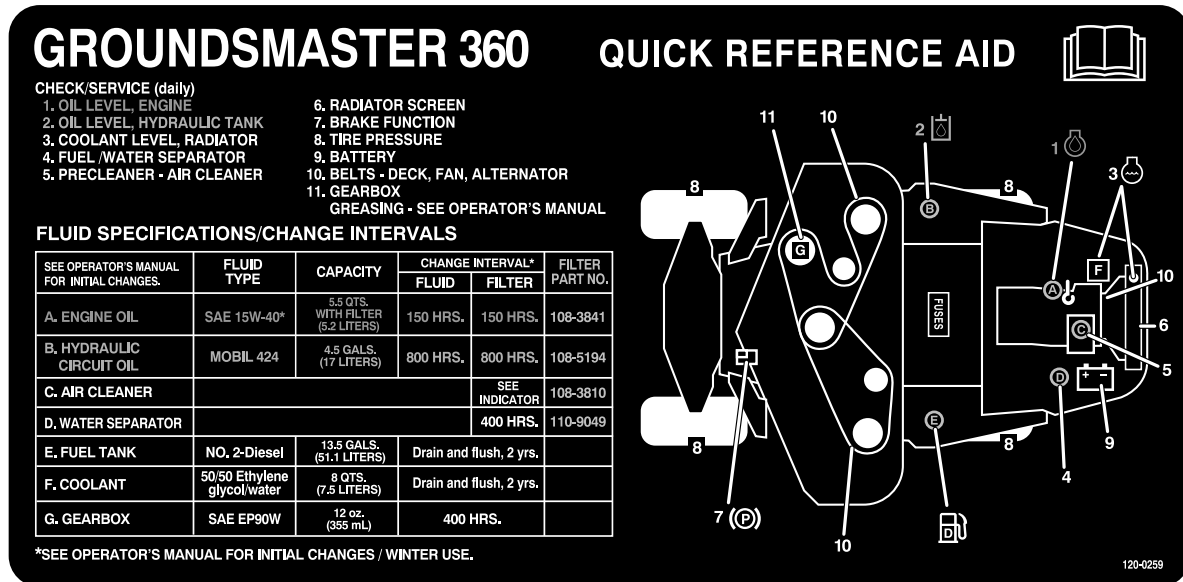 GROUNDSMASTER 360
QUICK REFERENCE AID
CHECK/SERVICE (daily)
1. OIL LEVEL, ENGINE
2. OIL LEVEL, HYDRAULIC TANK
3. COOLANT LEVEL, RADIATOR
4. FUEL /WATER SEPARATOR
5. PRECLEANER - AIR CLEANER
6. RADIATOR SCREEN
7. BRAKE FUNCTION
8. TIRE PRESSURE
9. BATTERY
10. BELTS - DECK, FAN, ALTERNATOR
11. GEARBOX
GREASING - SEE OPERATOR'S MANUAL
FLUID SPECIFICATIONS/CHANGE INTERVALS
SEE OPERATOR'S MANUAL
FOR INITIAL CHANGES.
FLUID
TYPE
CAPACITY
CHANGE INTERVAL*
FLUID
FILTER
FILTER
PART NO.
A. ENGINE OIL
SAE 15W-40*
5.5 QTS.
WITH FILTER
(5.2 LITERS)
150 HRS.
150 HRS.
108-3841
B. HYDRAULIC
CIRCUIT OIL
MOBIL 424
4.5 GALS.
(17 LITERS)
800 HRS.
800 HRS.
108-5194
C. AIR CLEANER
SEE
INDICATOR
108-3810
D. WATER SEPARATOR
400 HRS.
110-9049
E. FUEL TANK
NO. 2-Diesel
13.5 GALS.
(51.1 LITERS)
Drain and flush, 2 yrs.
F. COOLANT
50/50 Ethylene
glycol/water
8 QTS.
(7.5 LITERS)
Drain and flush, 2 yrs.
G. GEARBOX
SAE EP90W
12 oz.
(355 mL)
400 HRS.
*SEE OPERATOR'S MANUAL FOR INITIAL CHANGES / WINTER USE.
11
10
2
1
3
8
8
B
G
F
10
A
FUSES
6
C
5
D
+ -
E
8
8
9
4
7 (P)
10
D
120-0259